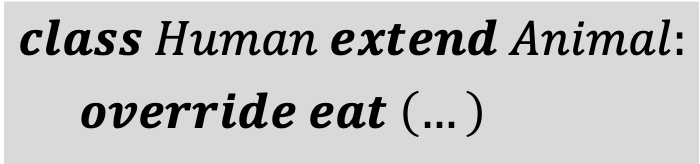 class Human extend Animal:
override eat (...)